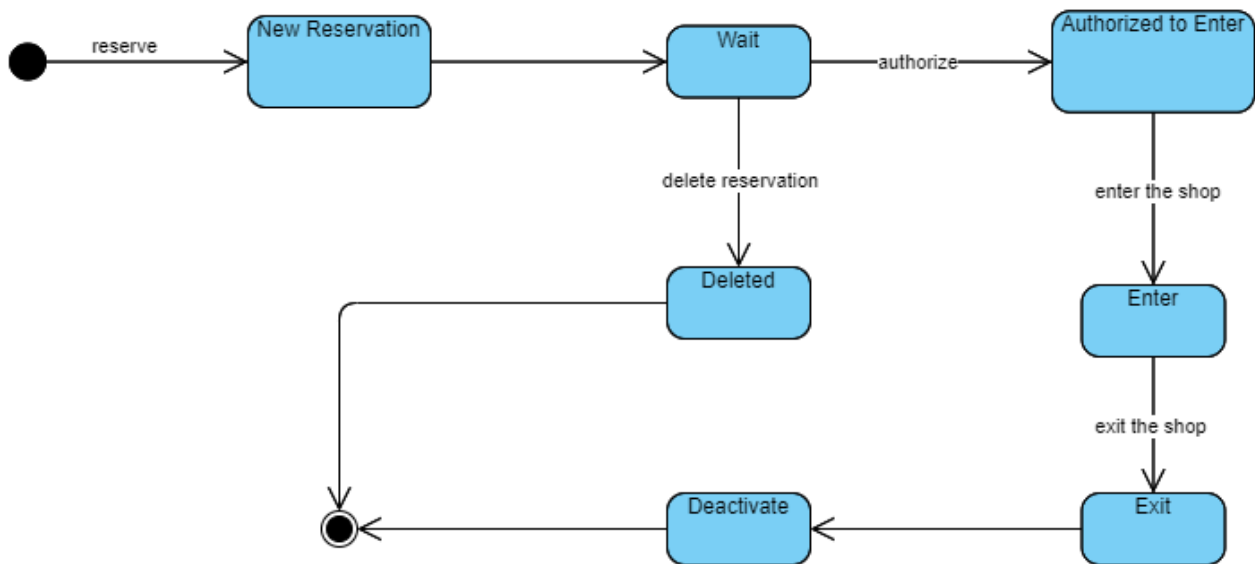 New Reservation
reserve
Wait
authorize
Authorized to Enter
delete reservation
enter the shop
Deleted
Enter
exit the shop
Deactivate
Exit